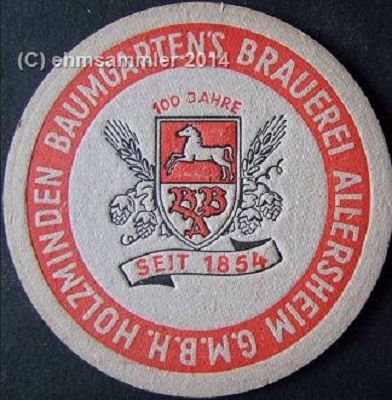 (C) ehmsammler 2014
BAUMGARTEN'S BRAUEREI ALLERSHEIM G.M.B.H. HOLZMINDEN
100 JAHRE
BBA
SEIT 1854